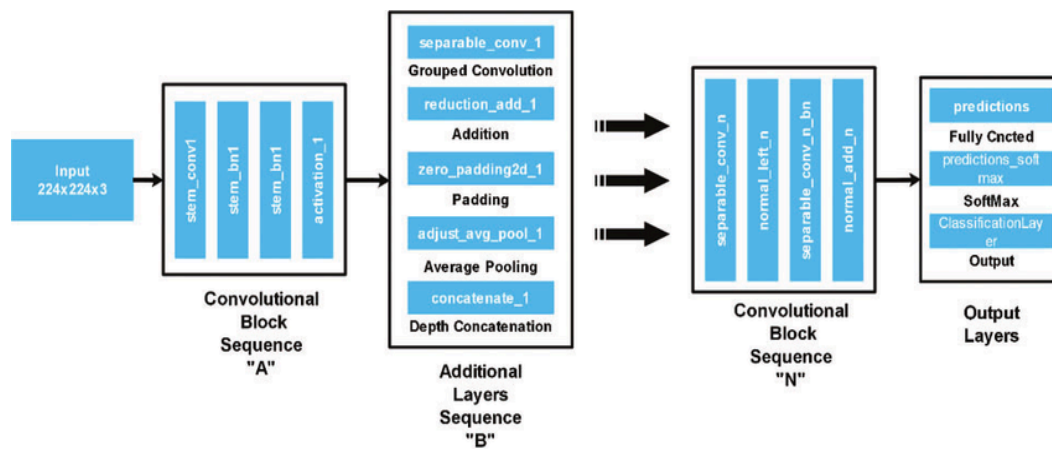 Input
224x224x3
stem_conv1
stem_bn1
stem_bn1
activation_1
Convolutional
Block
Sequence
"A"
separable_conv_1
Grouped Convolution
reduction_add_1
Addition
zero_padding2d_1
Padding
adjust_avg_pool_1
Average Pooling
concatenate_1
Depth Concatenation
Additional
Layers
Sequence
"B"
separable_conv_n
normal_left_n
separable_conv_n_bn
normal_add_n
Convolutional
Block
Sequence
"N"
predictions
Fully Cncted
predictions_soft
max
SoftMax
ClassificationLay
er
Output
Output
Layers